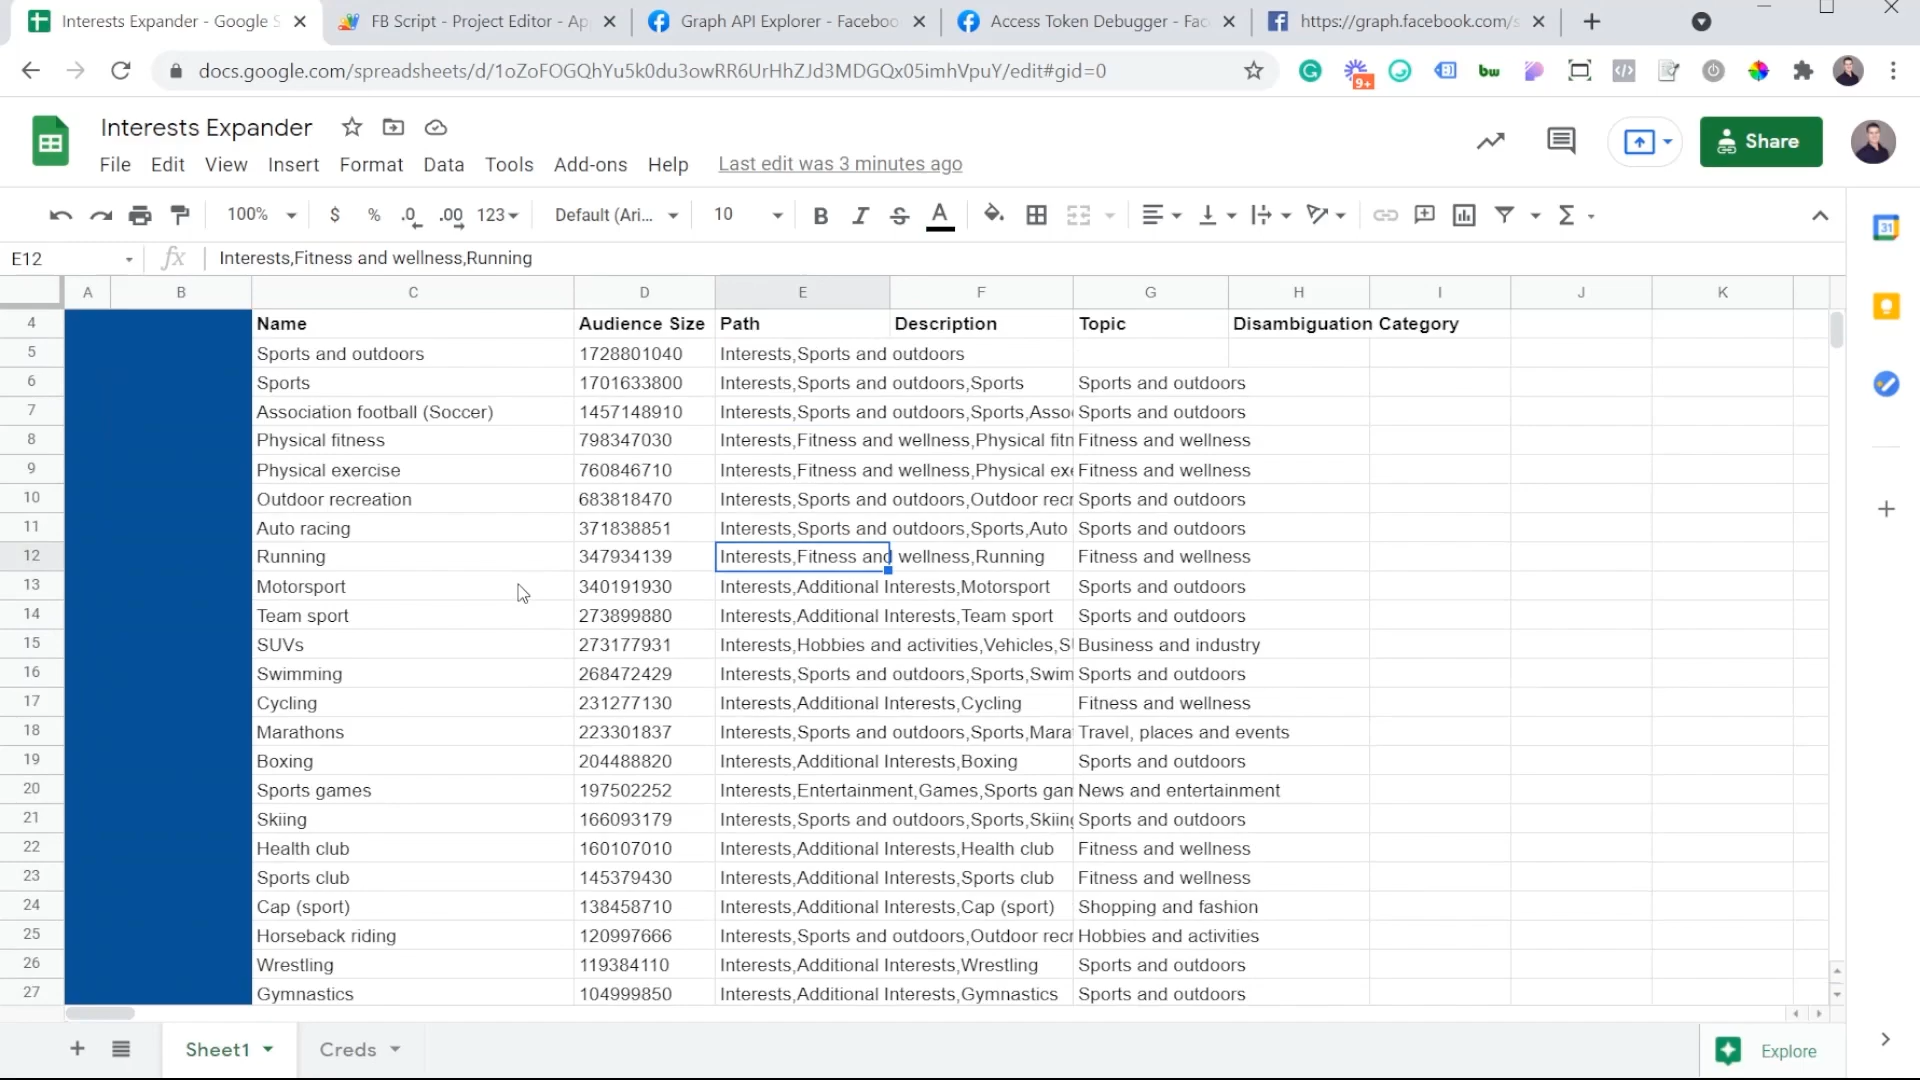 Interests Expander - Google S
FB Script - Project Editor - Ap
Graph API Explorer - Faceboo
Access Token Debugger - Fac
https://graph.facebook.com/s
docs.google.com/spreadsheets/d/1oZoFOGQhYu5k0du3owRR6UrHhZJd3MDGQx05imhVpuY/edit#gid=0
9+
bw
Interests Expander
File Edit View Insert Format Data Tools Add-ons Help Last edit was 3 minutes ago
Share
100% $ % .0 .00 123 Default (Ari... 10 B I S A
31
E12 fx Interests,Fitness and wellness,Running
A B C D E F G H I J K
4 Name Audience Size Path Description Topic Disambiguation Category
5 Sports and outdoors 1728801040 Interests,Sports and outdoors
6 Sports 1701633800 Interests,Sports and outdoors,Sports Sports and outdoors
7 Association football (Soccer) 1457148910 Interests,Sports and outdoors,Sports,Asso Sports and outdoors
8 Physical fitness 798347030 Interests,Fitness and wellness,Physical fitn Fitness and wellness
9 Physical exercise 760846710 Interests,Fitness and wellness,Physical exe Fitness and wellness
10 Outdoor recreation 683818470 Interests,Sports and outdoors,Outdoor recr Sports and outdoors
11 Auto racing 371838851 Interests,Sports and outdoors,Sports,Auto Sports and outdoors
12 Running 347934139 Interests,Fitness and wellness,Running Fitness and wellness
13 Motorsport 340191930 Interests,Additional Interests,Motorsport Sports and outdoors
14 Team sport 273899880 Interests,Additional Interests,Team sport Sports and outdoors
15 SUVs 273177931 Interests,Hobbies and activities,Vehicles,S Business and industry
16 Swimming 268472429 Interests,Sports and outdoors,Sports,Swim Sports and outdoors
17 Cycling 231277130 Interests,Additional Interests,Cycling Fitness and wellness
18 Marathons 223301837 Interests,Sports and outdoors,Sports,Mara Travel, places and events
19 Boxing 204488820 Interests,Additional Interests,Boxing Sports and outdoors
20 Sports games 197502252 Interests,Entertainment,Games,Sports gam News and entertainment
21 Skiing 166093179 Interests,Sports and outdoors,Sports,Skiing Sports and outdoors
22 Health club 160107010 Interests,Additional Interests,Health club Fitness and wellness
23 Sports club 145379430 Interests,Additional Interests,Sports club Fitness and wellness
24 Cap (sport) 138458710 Interests,Additional Interests,Cap (sport) Shopping and fashion
25 Horseback riding 120997666 Interests,Sports and outdoors,Outdoor recr Hobbies and activities
26 Wrestling 119384110 Interests,Additional Interests,Wrestling Sports and outdoors
27 Gymnastics 104999850 Interests,Additional Interests,Gymnastics Sports and outdoors
Sheet1 Creds Explore